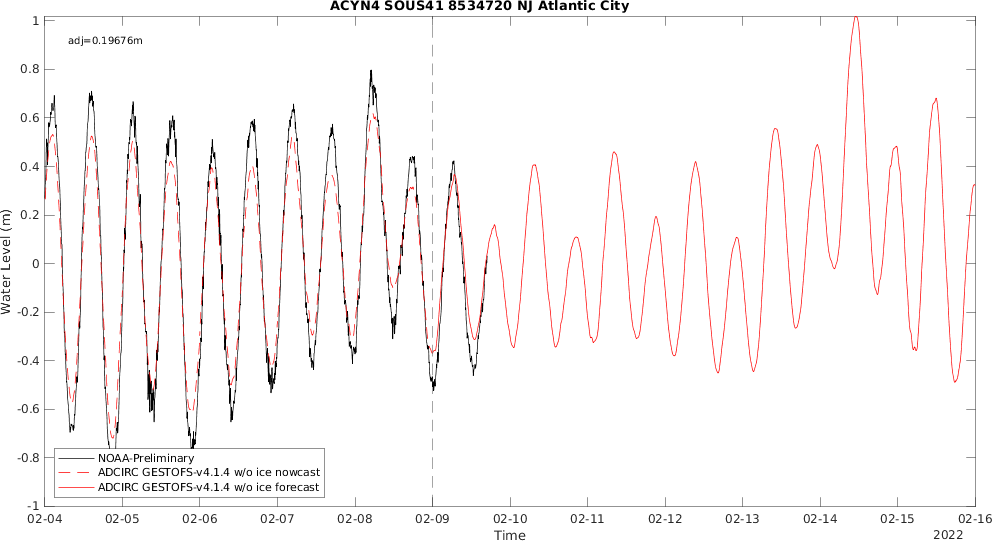 ACYN4 SOUS41 8534720 NJ Atlantic City
adj=0.19676m
1
0.8
0.6
0.4
0.2
0
-0.2
-0.4
-0.6
-0.8
-1
Water Level (m)
NOAA-Preliminary
ADCIRC GESTOFS-v4.1.4 w/o ice nowcast
ADCIRC GESTOFS-v4.1.4 w/o ice forecast
02-04 02-05 02-06 02-07 02-08 02-09 02-10 02-11 02-12 02-13 02-14 02-15 02-16
Time
2022